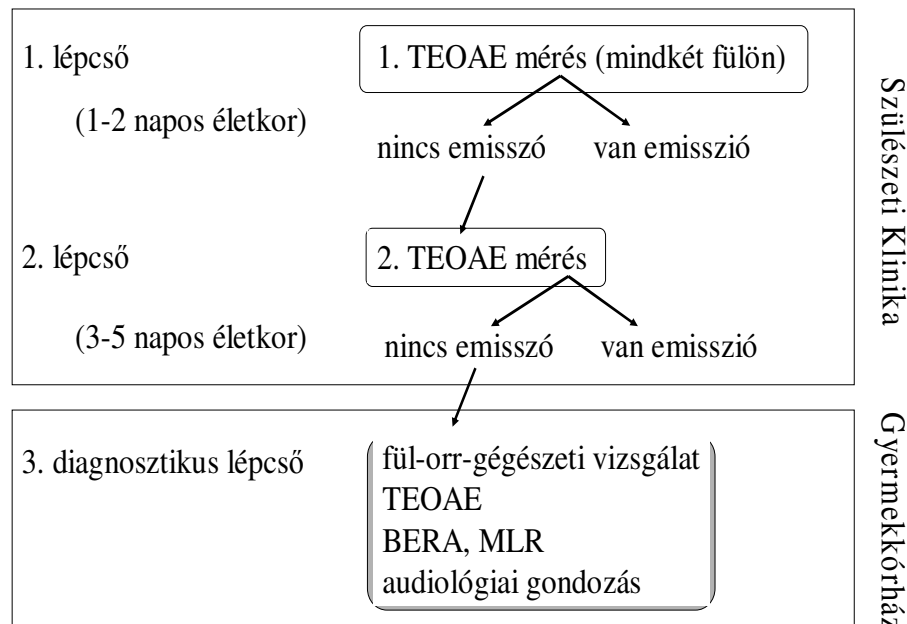 1. lépcső
1. TEOAE mérés (mindkét fülön)
(1-2 napos életkor)
nincs emisszó
van emisszió
2. lépcső
2. TEOAE mérés
(3-5 napos életkor)
nincs emisszó
van emisszió
Szülészeti Klinika
3. diagnosztikus lépcső
fül-orr-gégészeti vizsgálat
TEOAE
BERA, MLR
audiológiai gondozás
Gyermekkórház